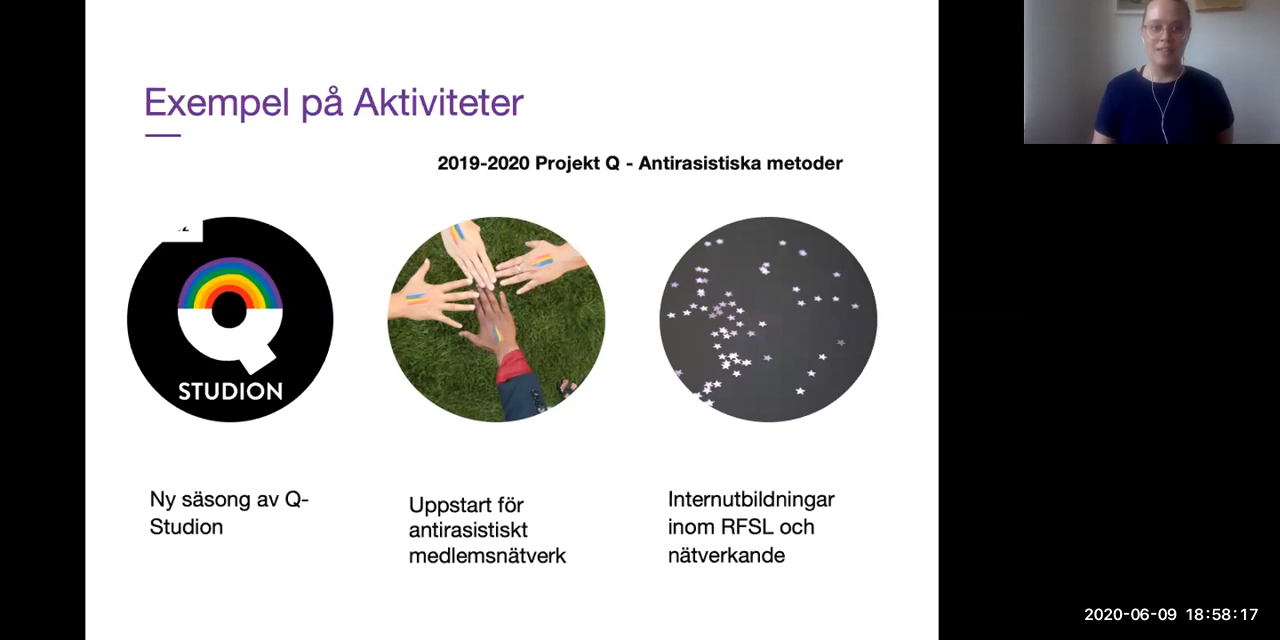 Exempel på Aktiviteter
2019-2020 Projekt Q - Antirasistiska metoder
STUDION
Ny säsong av Q-
Studion
Uppstart för
antirasistiskt
medlemsnätverk
Internutbildningar
inom RFSL och
nätverkande
2020-06-09 18:58:17